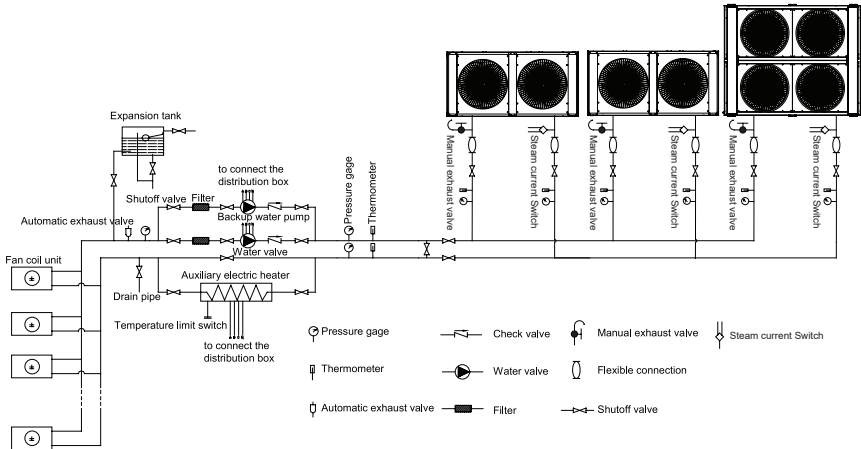 Expansion tank
to connect the
distribution box
Shutoff valve
Filter
Backup water pump
Automatic exhaust valve
Water valve
Pressure gage
Thermometer
Manual exhaust valve
Steam current Switch
Manual exhaust valve
Steam current Switch
Manual exhaust valve
Steam current Switch
Fan coil unit
Auxiliary electric heater
Drain pipe
Temperature limit switch
to connect the
distribution box
Pressure gage
Check valve
Manual exhaust valve
Steam current Switch
Thermometer
Water valve
Flexible connection
Automatic exhaust valve
Filter
Shutoff valve